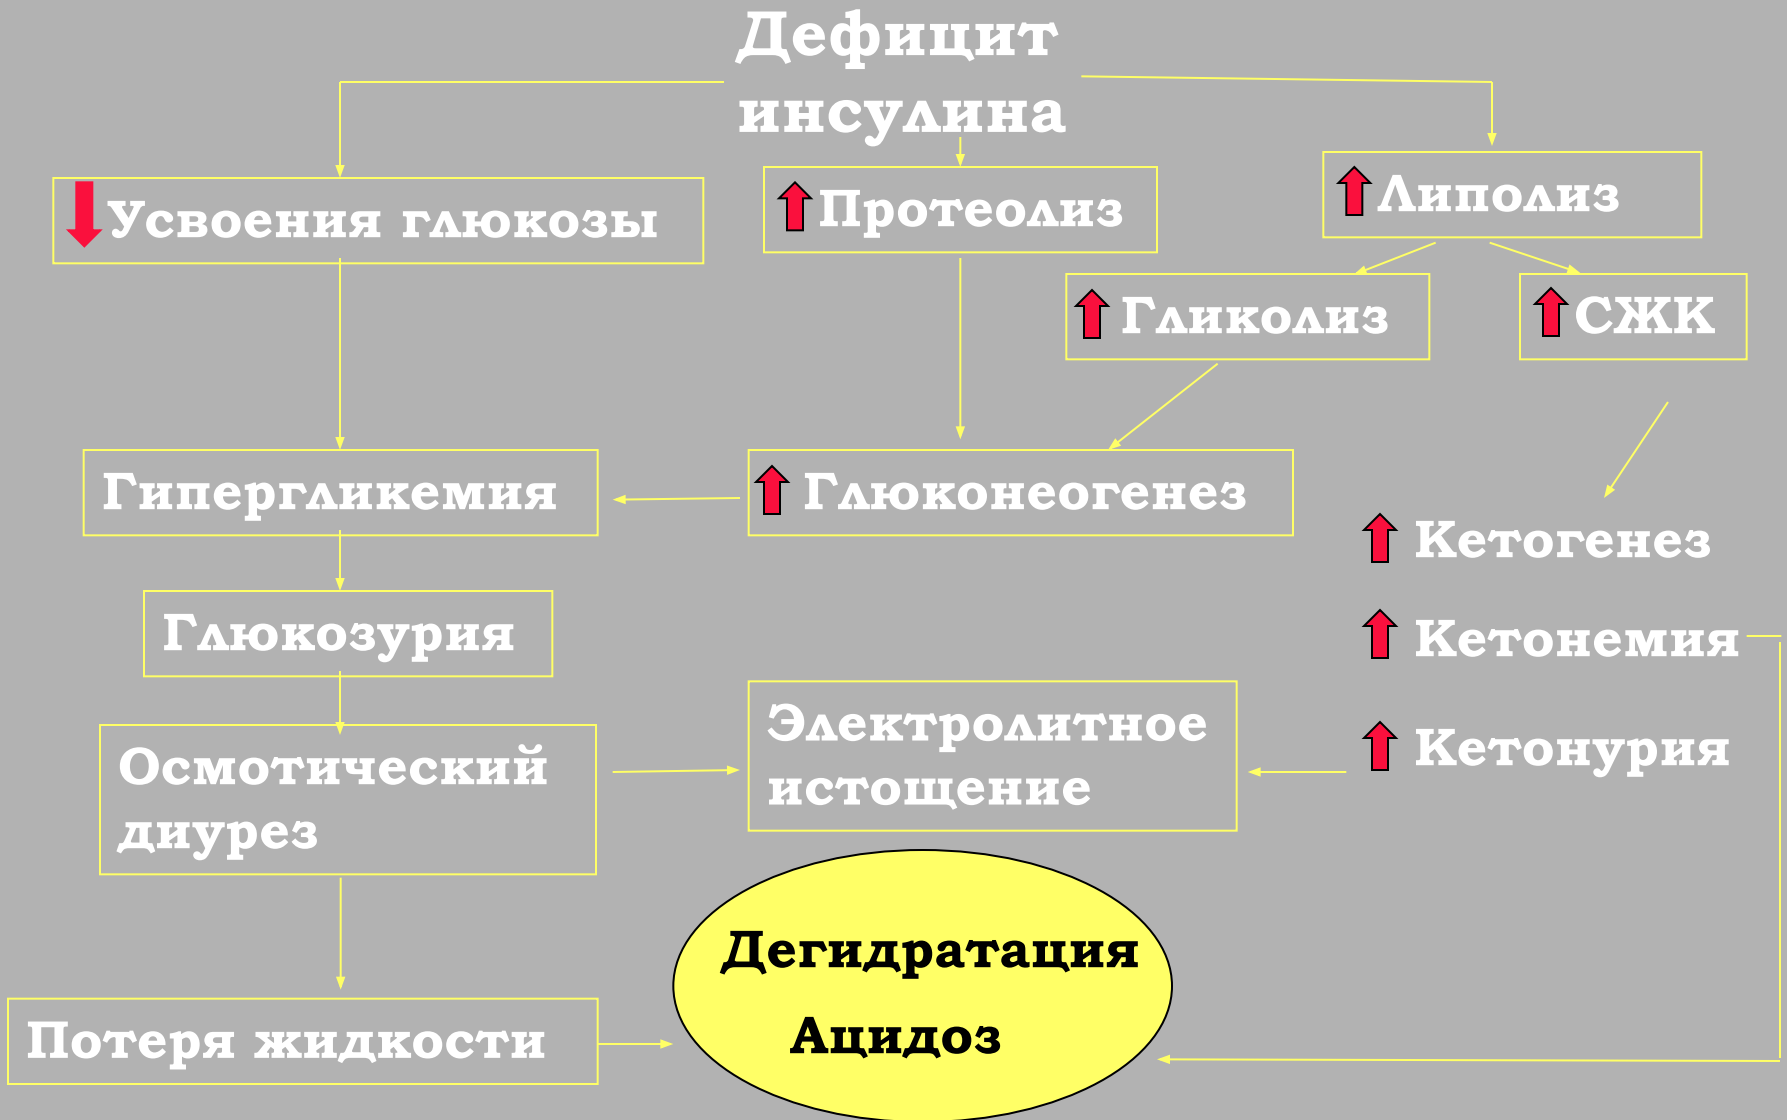 Дефицит
инсулина
Усвоения глюкозы
Протеолиз
Липолиз
Гликолиз
СЖК
Гипергликемия
Глюконеогенез
Кетогенез
Глюкозурия
Кетонемия
Осмотический
диурез
Электролитное
истощение
Кетонурия
Дегидратация
Ацидоз
Потеря жидкости